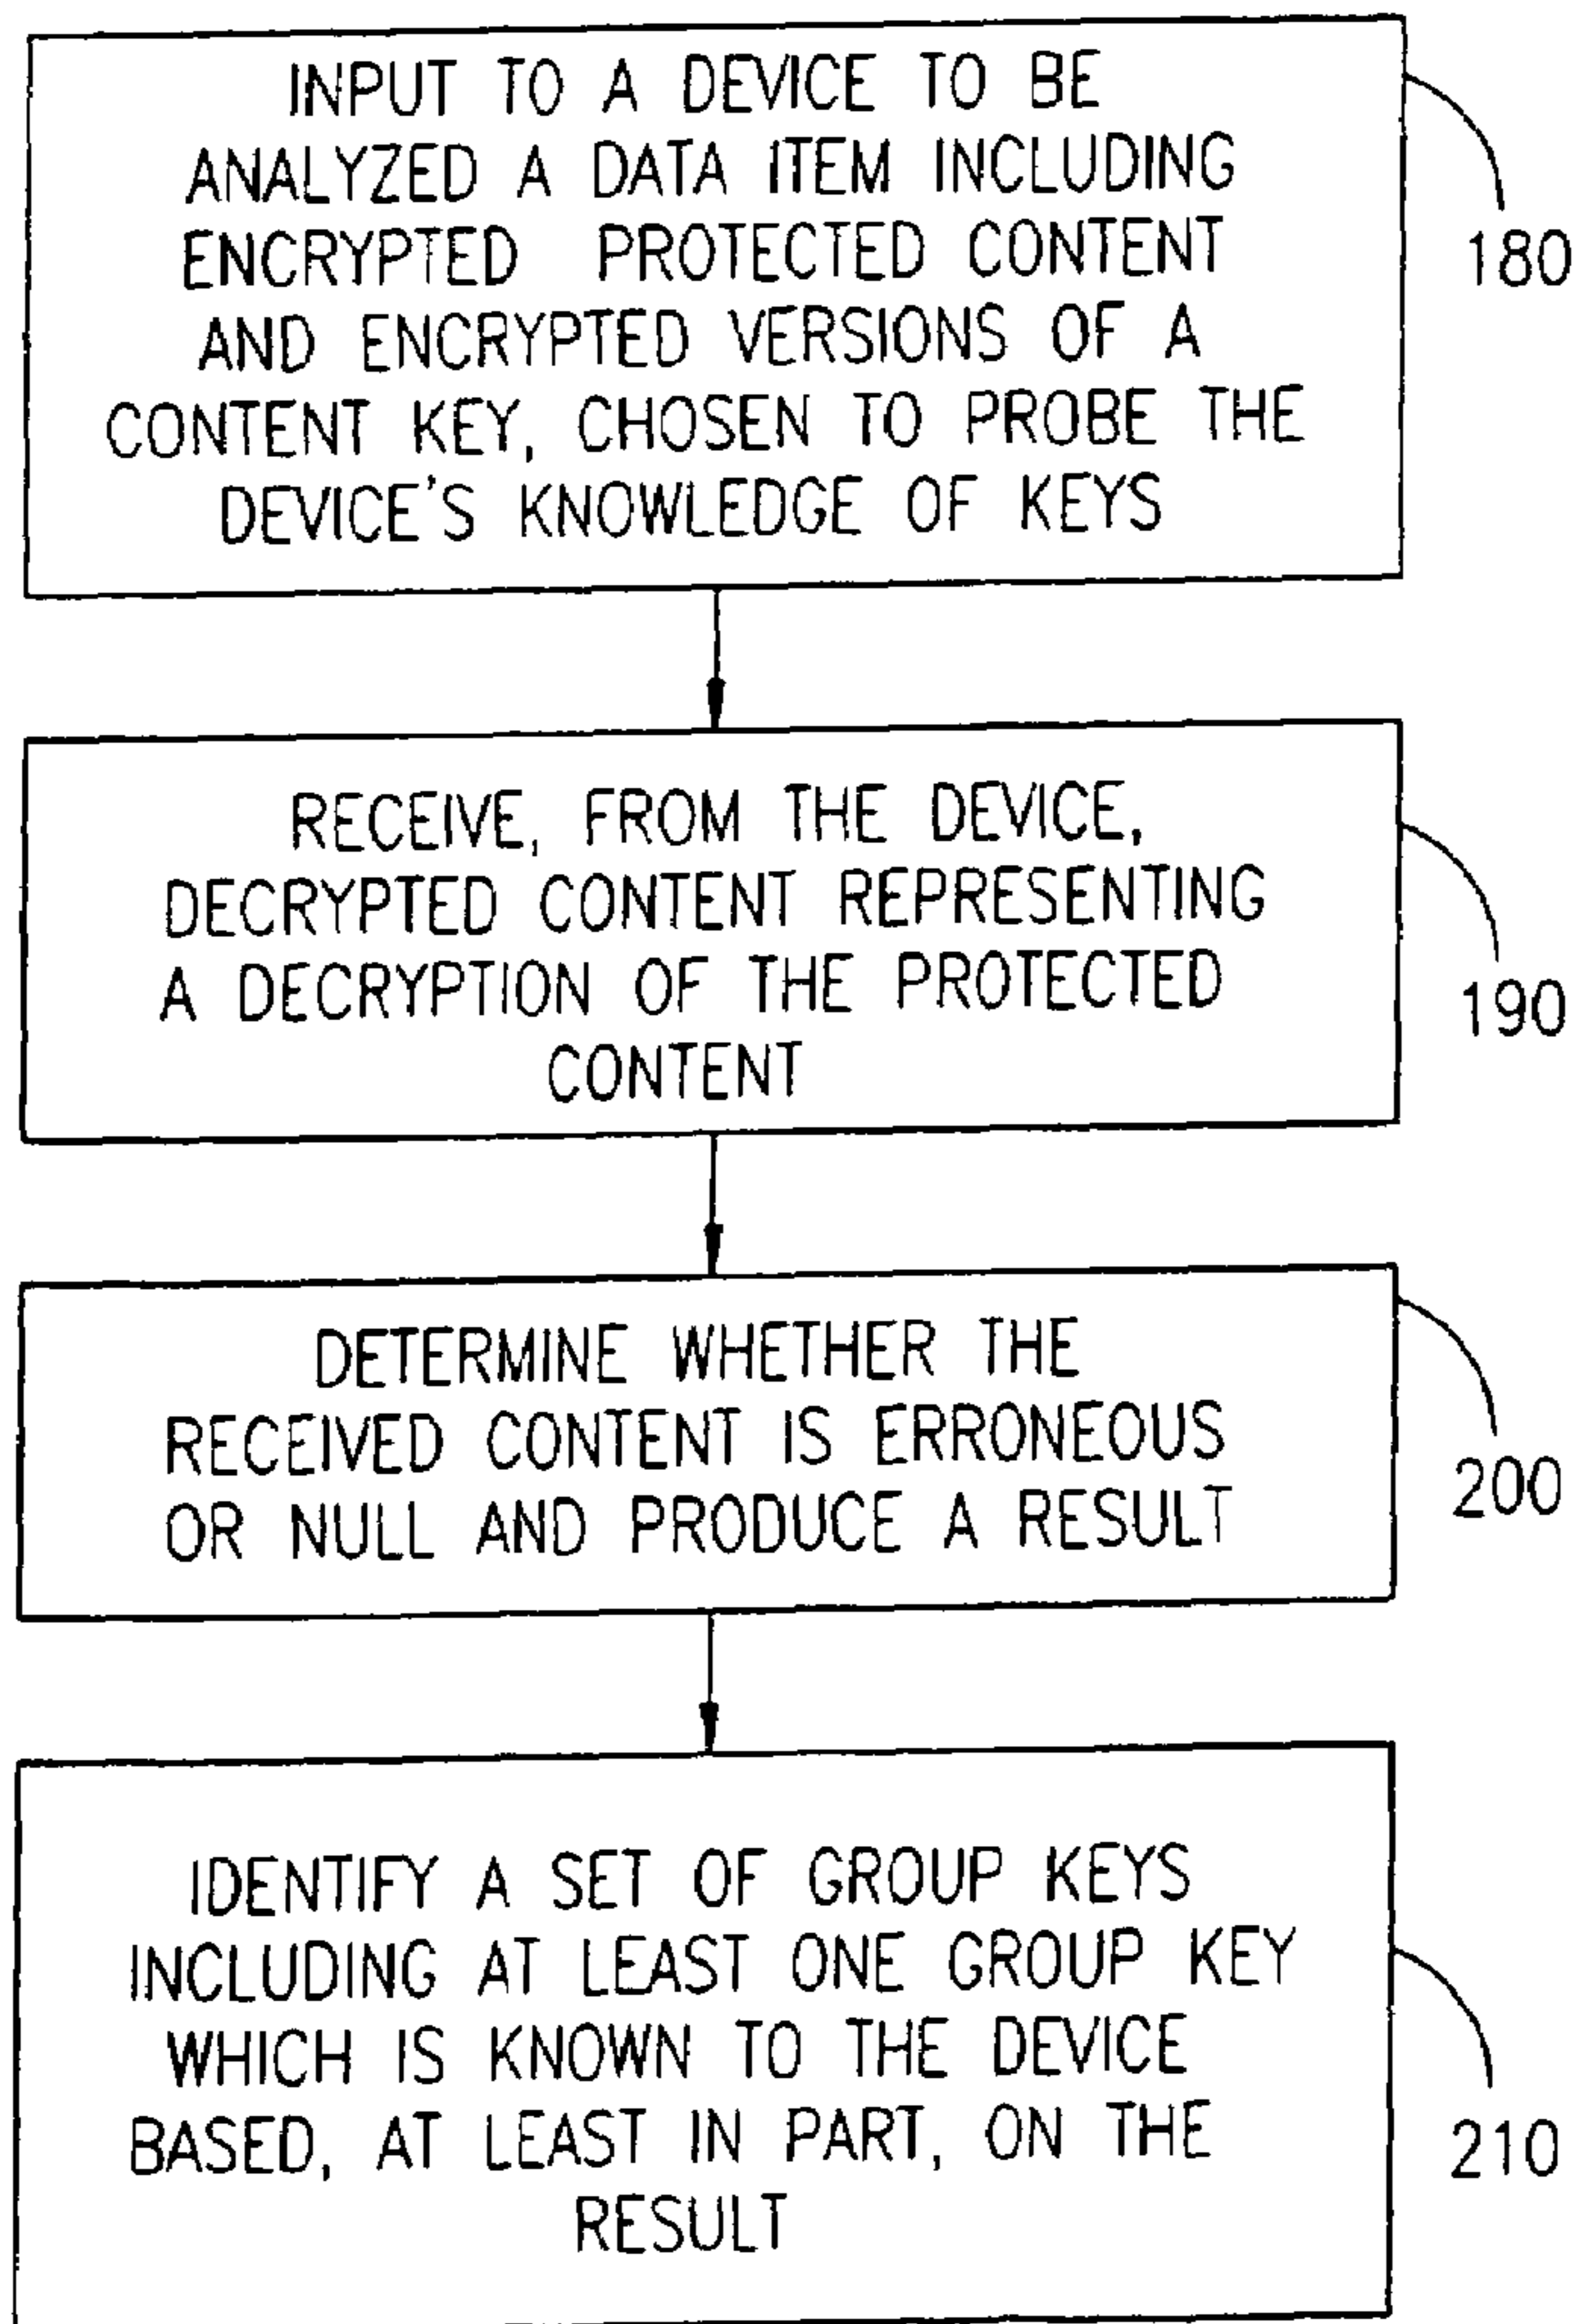 INPUT TO A DEVICE TO BE
ANALYZED A DATA ITEM INCLUDING
ENCRYPTED PROTECTED CONTENT
AND ENCRYPTED VERSIONS OF A
CONTENT KEY, CHOSEN TO PROBE THE
DEVICE'S KNOWLEDGE OF KEYS
180
RECEIVE, FROM THE DEVICE,
DECRYPTED CONTENT REPRESENTING
A DECRYPTION OF THE PROTECTED
CONTENT
190
DETERMINE WHETHER THE
RECEIVED CONTENT IS ERRONEOUS
OR NULL AND PRODUCE A RESULT
200
IDENTIFY A SET OF GROUP KEYS
INCLUDING AT LEAST ONE GROUP KEY
WHICH IS KNOWN TO THE DEVICE
BASED, AT LEAST IN PART, ON THE
RESULT
210